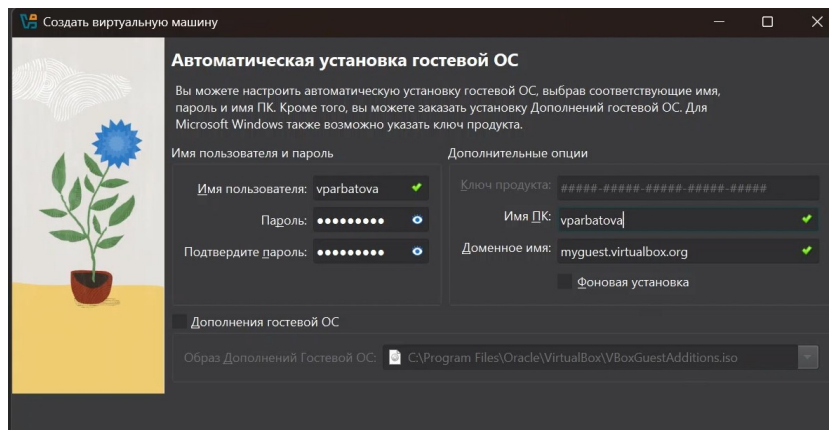 Создать виртуальную машину
Автоматическая установка гостевой ОС
Вы можете настроить автоматическую установку гостевой ОС, выбрав соответствующие имя,
пароль и имя ПК. Кроме того, вы можете заказать установку Дополнений гостевой ОС. Для
Microsoft Windows также возможно указать ключ продукта.
Имя пользователя и пароль
Имя пользователя: vparbatova
Пароль: •••••••••
Подтвердите пароль: •••••••••
Дополнительные опции
Ключ продукта: #####-#####-#####-#####-#####
Имя ПК: vparbatova
Доменное имя: myguest.virtualbox.org
Фоновая установка
Дополнения гостевой ОС
Образ Дополнений Гостевой ОС: C:\Program Files\Oracle\VirtualBox\VBoxGuestAdditions.iso